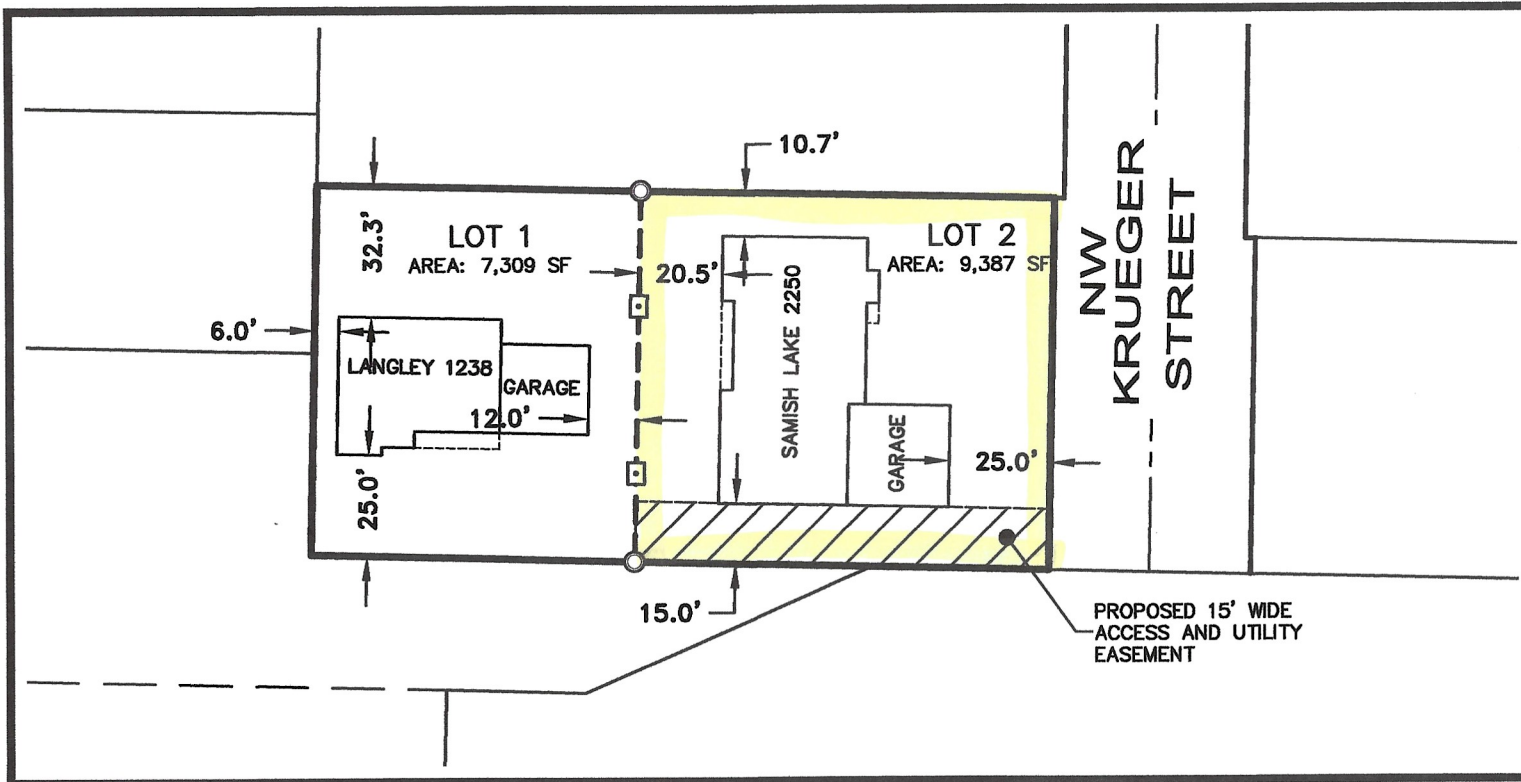 10.7'
NW
KRUEGER
STREET
32.3'
LOT 1
AREA: 7,309 SF
LOT 2
AREA: 9,387 SF
20.5'
6.0'
LANGLEY 1238
GARAGE
12.0'
SAMISH LAKE 2250
GARAGE
25.0'
25.0'
15.0'
PROPOSED 15' WIDE
ACCESS AND UTILITY
EASEMENT